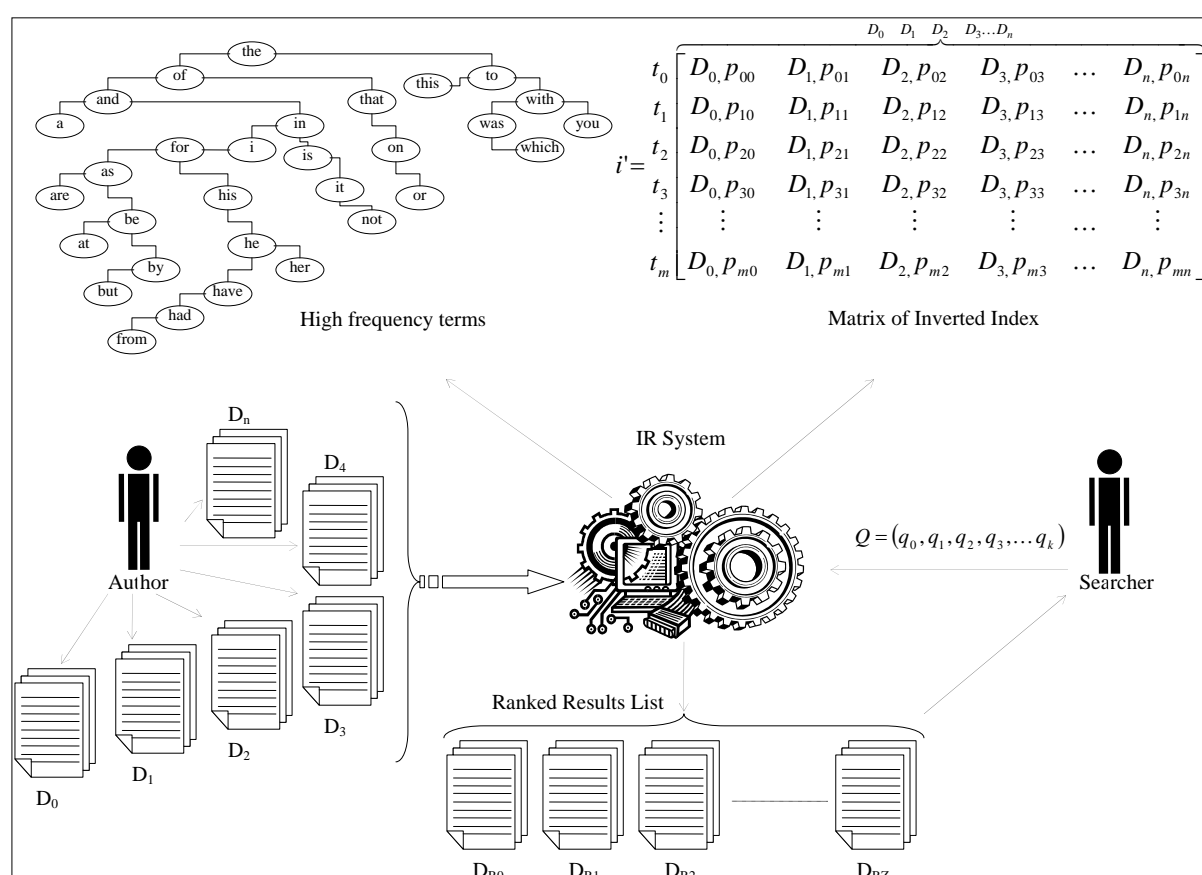 the
of
to
this
and
that
with
a
in
was
you
for
i
is
on
which
as
it
are
his
or
not
be
at
he
by
her
but
have
had
from
High frequency terms
D0 D1 D2 D3…Dn
i'=
t0 D0, p00 D1, p01 D2, p02 D3, p03 … Dn, p0n
t1 D0, p10 D1, p11 D2, p12 D3, p13 … Dn, p1n
t2 D0, p20 D1, p21 D2, p22 D3, p23 … Dn, p2n
t3 D0, p30 D1, p31 D2, p32 D3, p33 … Dn, p3n
⋮ ⋮ ⋮ ⋮ ⋮ … ⋮
tm D0, pm0 D1, pm1 D2, pm2 D3, pm3 … Dn, pmn
Matrix of Inverted Index
Dn
D4
Author
D3
D2
D1
D0
IR System
Q = (q0, q1, q2, q3, … qk)
Searcher
Ranked Results List
DR0 DR1 DR2 DRZ